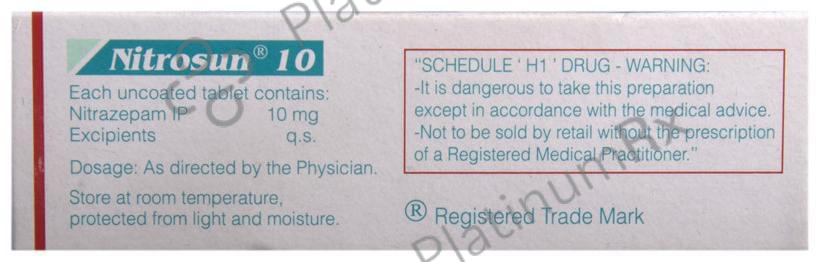 Nitrosun® 10
Each uncoated tablet contains:
Nitrazepam IP 10 mg
Excipients q.s.
Dosage: As directed by the Physician.
Store at room temperature,
protected from light and moisture.
"SCHEDULE ' H1 ' DRUG - WARNING:
-It is dangerous to take this preparation
except in accordance with the medical advice.
-Not to be sold by retail without the prescription
of a Registered Medical Practitioner."
® Registered Trade Mark
PlatinumRx